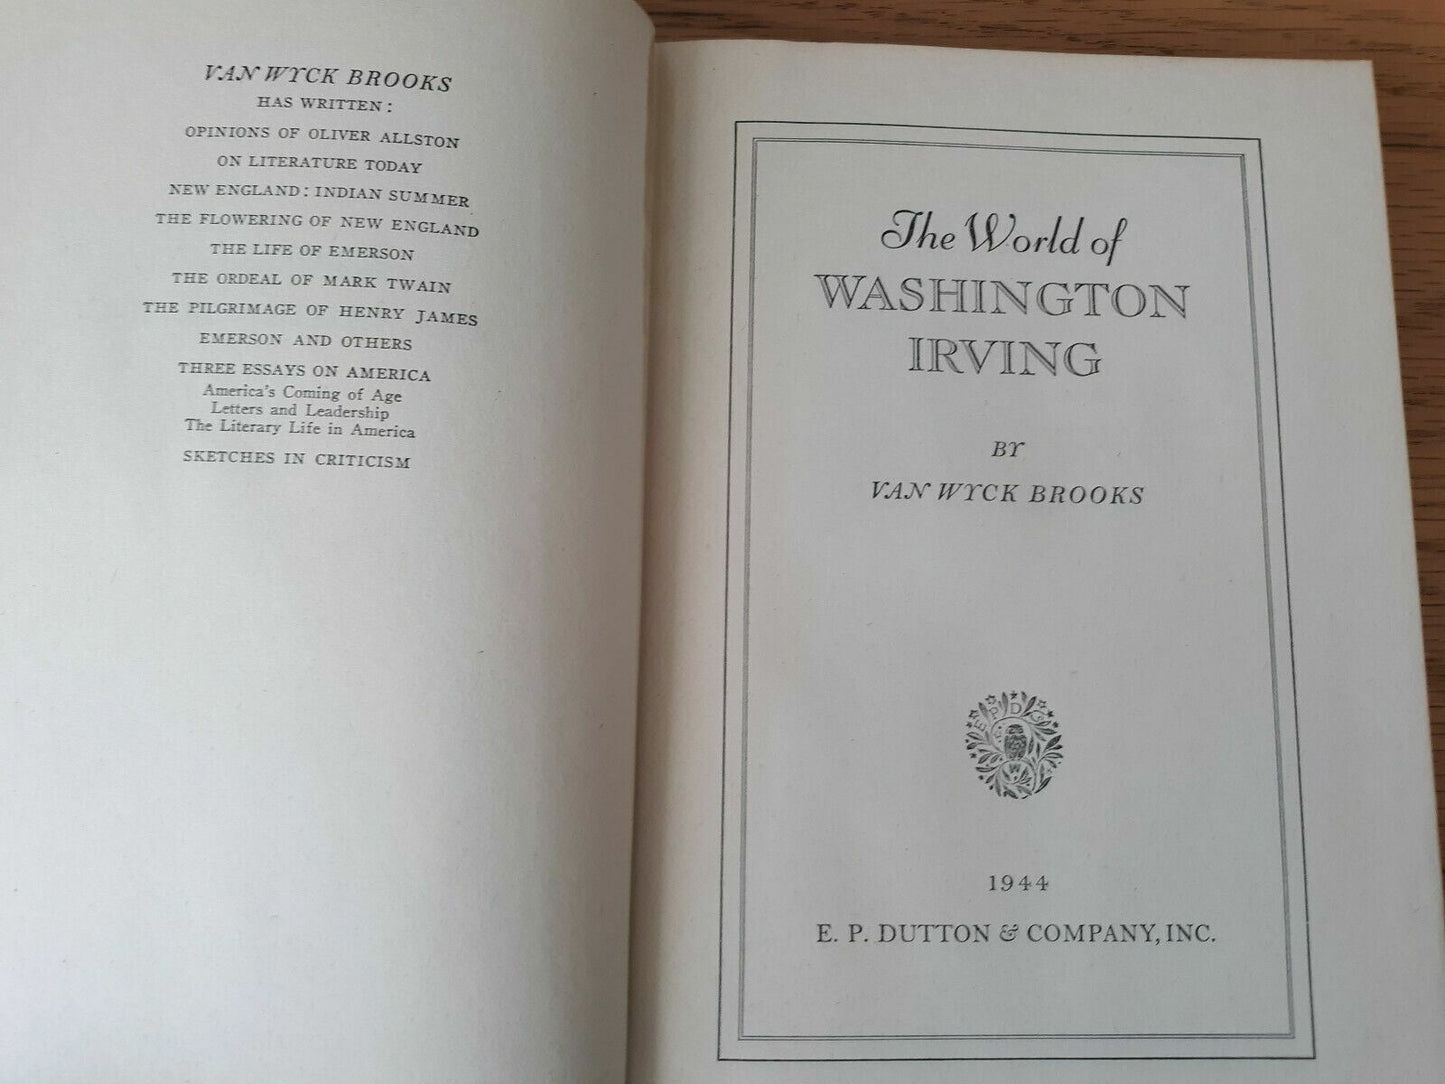 VAN WYCK BROOKS
HAS WRITTEN:
OPINIONS OF OLIVER ALLSTON
ON LITERATURE TODAY
NEW ENGLAND: INDIAN SUMMER
THE FLOWERING OF NEW ENGLAND
THE LIFE OF EMERSON
THE ORDEAL OF MARK TWAIN
THE PILGRIMAGE OF HENRY JAMES
EMERSON AND OTHERS
THREE ESSAYS ON AMERICA
America's Coming of Age
Letters and Leadership
The Literary Life in America
SKETCHES IN CRITICISM
The World of
WASHINGTON
IRVING
BY
VAN WYCK BROOKS
1944
E. P. DUTTON & COMPANY, INC.